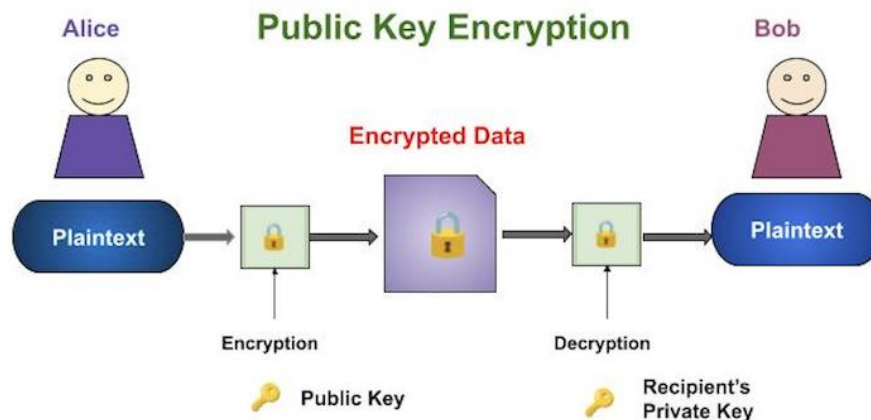 Alice
Public Key Encryption
Bob
Encrypted Data
Plaintext
Plaintext
Encryption
Decryption
Public Key
Recipient's
Private Key